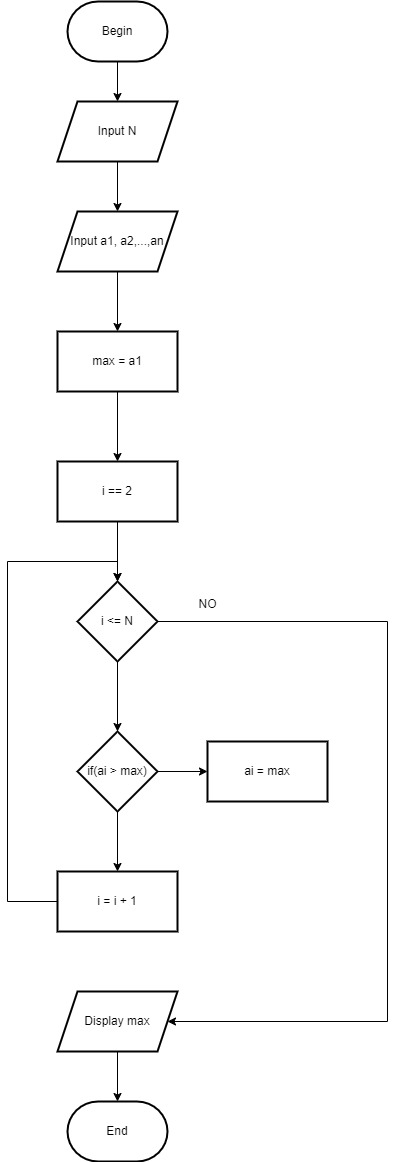 Begin
Input N
Input a1, a2,...,an
max = a1
i == 2
NO
i <= N
if(ai > max)
ai = max
i = i + 1
Display max
End